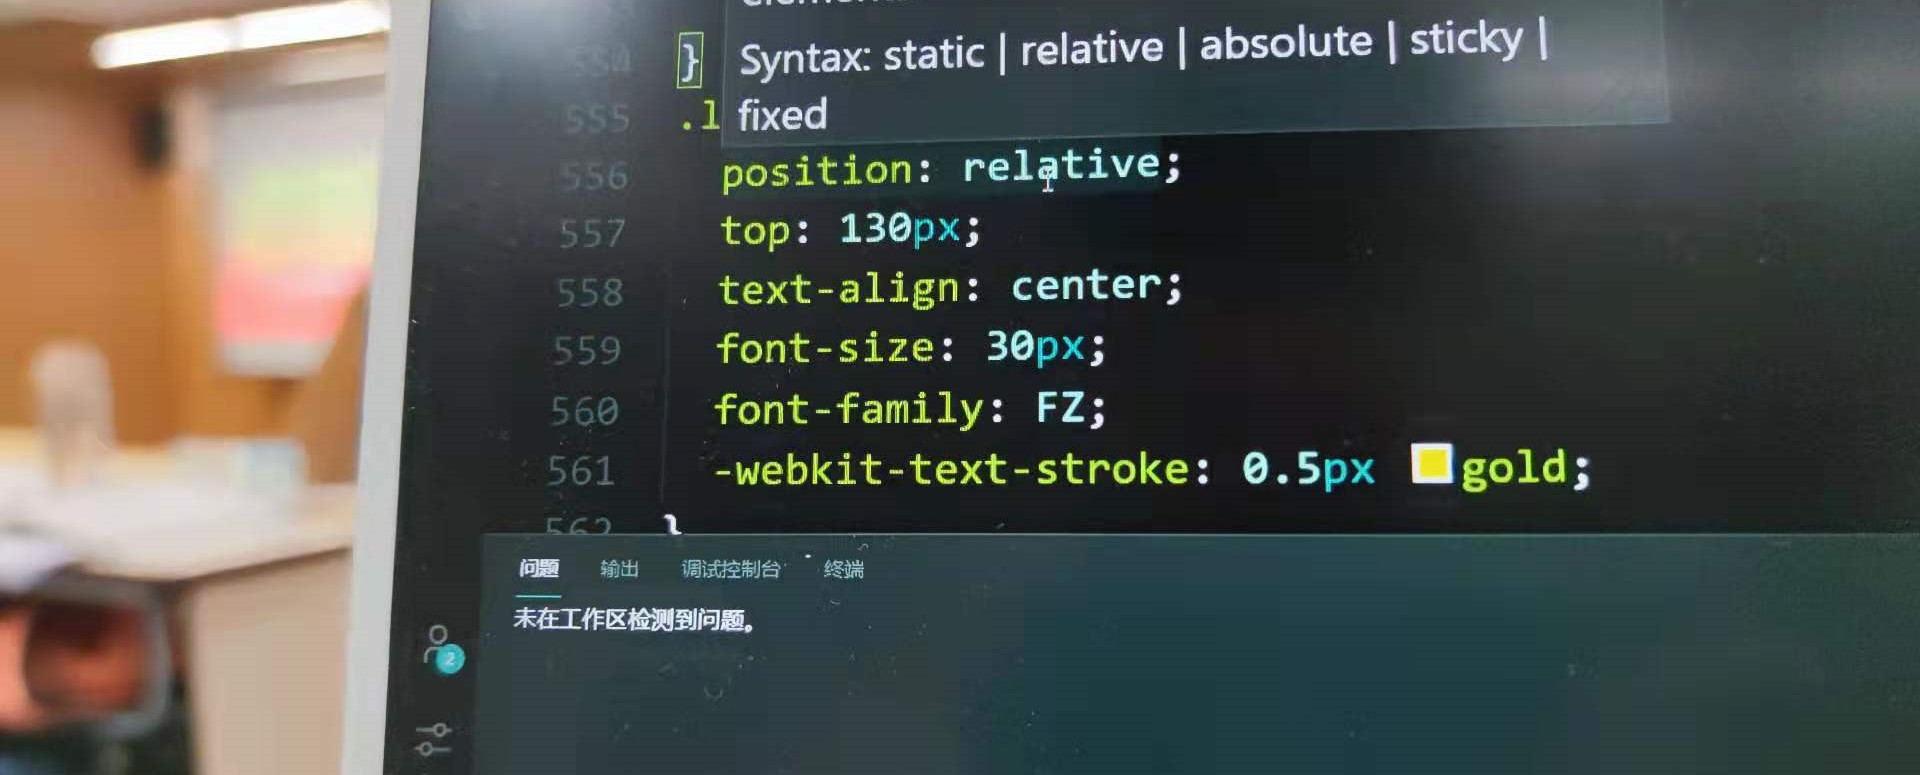 554 } Syntax: static | relative | absolute | sticky |
555 .l fixed
556 position: relative;
557 top: 130px;
558 text-align: center;
559 font-size: 30px;
560 font-family: FZ;
561 -webkit-text-stroke: 0.5px gold;
562 }
问题 输出 调试控制台 终端
未在工作区检测到问题。
2